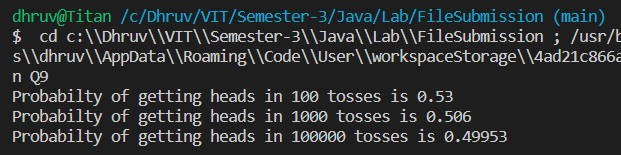 dhruv@Titan /c/Dhruv/VIT/Semester-3/Java/Lab/FileSubmission (main)
$  cd c:\\Dhruv\\VIT\\Semester-3\\Java\\Lab\\FileSubmission ; /usr/b
s\\dhruv\\AppData\\Roaming\\Code\\User\\workspaceStorage\\4ad21c866a
n Q9
Probabilty of getting heads in 100 tosses is 0.53
Probabilty of getting heads in 1000 tosses is 0.506
Probabilty of getting heads in 100000 tosses is 0.49953